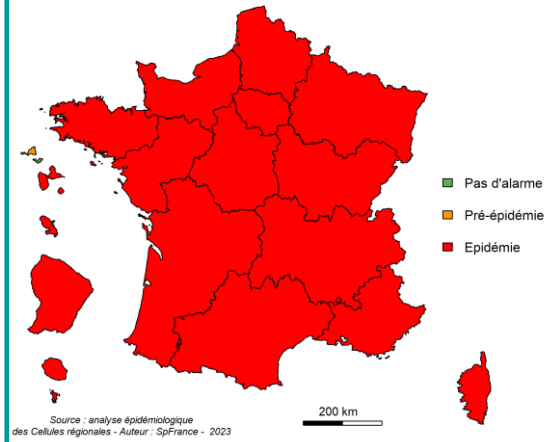 Pas d'alarme
Pré-épidémie
Epidémie
200 km
Source : analyse épidémiologique
des Cellules régionales - Auteur : SpFrance - 2023